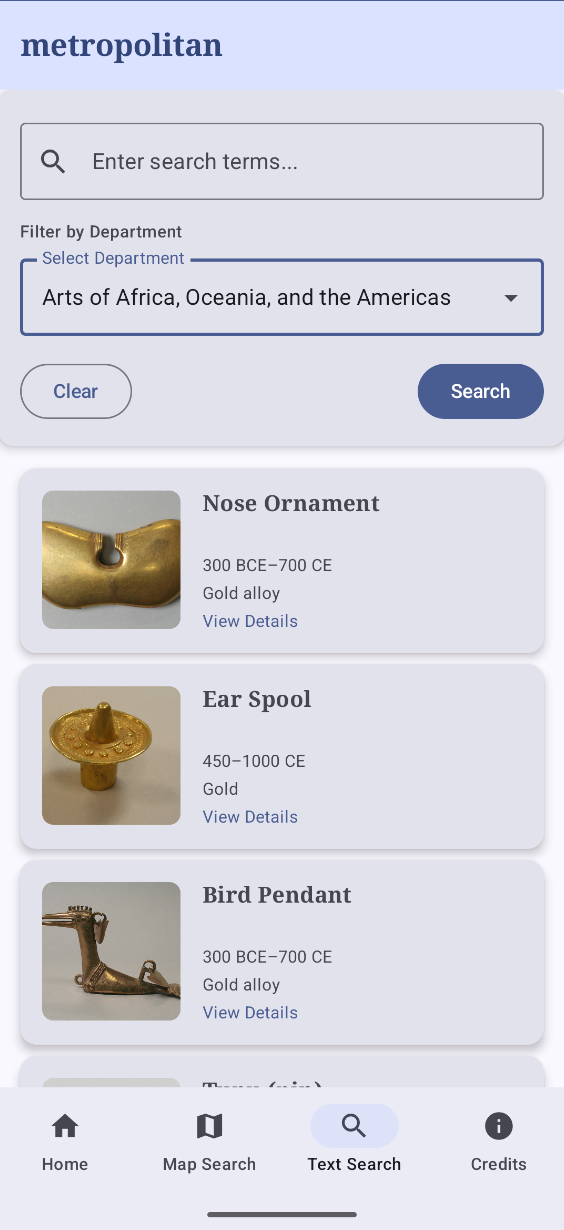 metropolitan
Enter search terms...
Filter by Department
Select Department
Arts of Africa, Oceania, and the Americas
Clear
Search
Nose Ornament
300 BCE–700 CE
Gold alloy
View Details
Ear Spool
450–1000 CE
Gold
View Details
Bird Pendant
300 BCE–700 CE
Gold alloy
View Details
Home
Map Search
Text Search
Credits